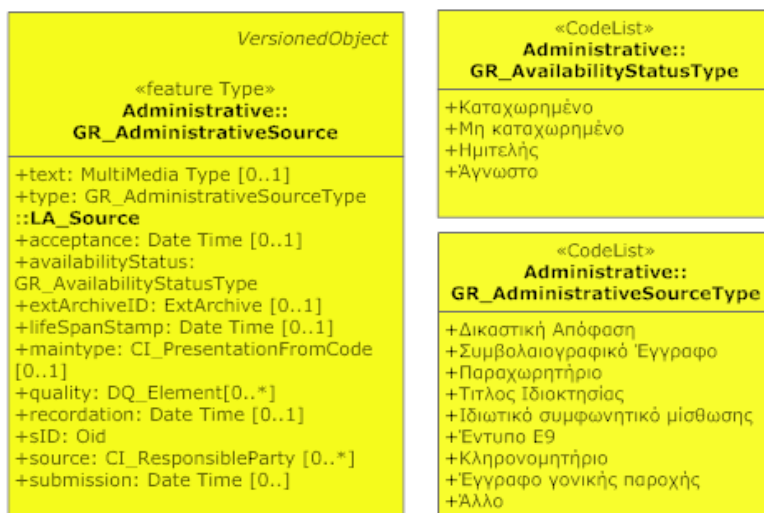 VersionedObject
«feature Type»
Administrative::
GR_AdministrativeSource
+text: MultiMedia Type [0..1]
+type: GR_AdministrativeSourceType
::LA_Source
+acceptance: Date Time [0..1]
+availabilityStatus:
GR_AvailabilityStatusType
+extArchiveID: ExtArchive [0..1]
+lifeSpanStamp: Date Time [0..1]
+maintype: CI_PresentationFromCode
[0..1]
+quality: DQ_Element[0..*]
+recordation: Date Time [0..1]
+sID: Oid
+source: CI_ResponsibleParty [0..*]
+submission: Date Time [0..]
«CodeList»
Administrative::
GR_AvailabilityStatusType
+Καταχωρημένο
+Μη καταχωρημένο
+Ημιτελής
+Άγνωστο
«CodeList»
Administrative::
GR_AdministrativeSourceType
+Δικαστική Απόφαση
+Συμβολαιογραφικό Έγγραφο
+Παραχωρητήριο
+Τιτλος Ιδιοκτησίας
+Ιδιωτικό συμφωνητικό μίσθωσης
+Έντυπο Ε9
+Κληρονομητήριο
+Έγγραφο γονικής παροχής
+Άλλο